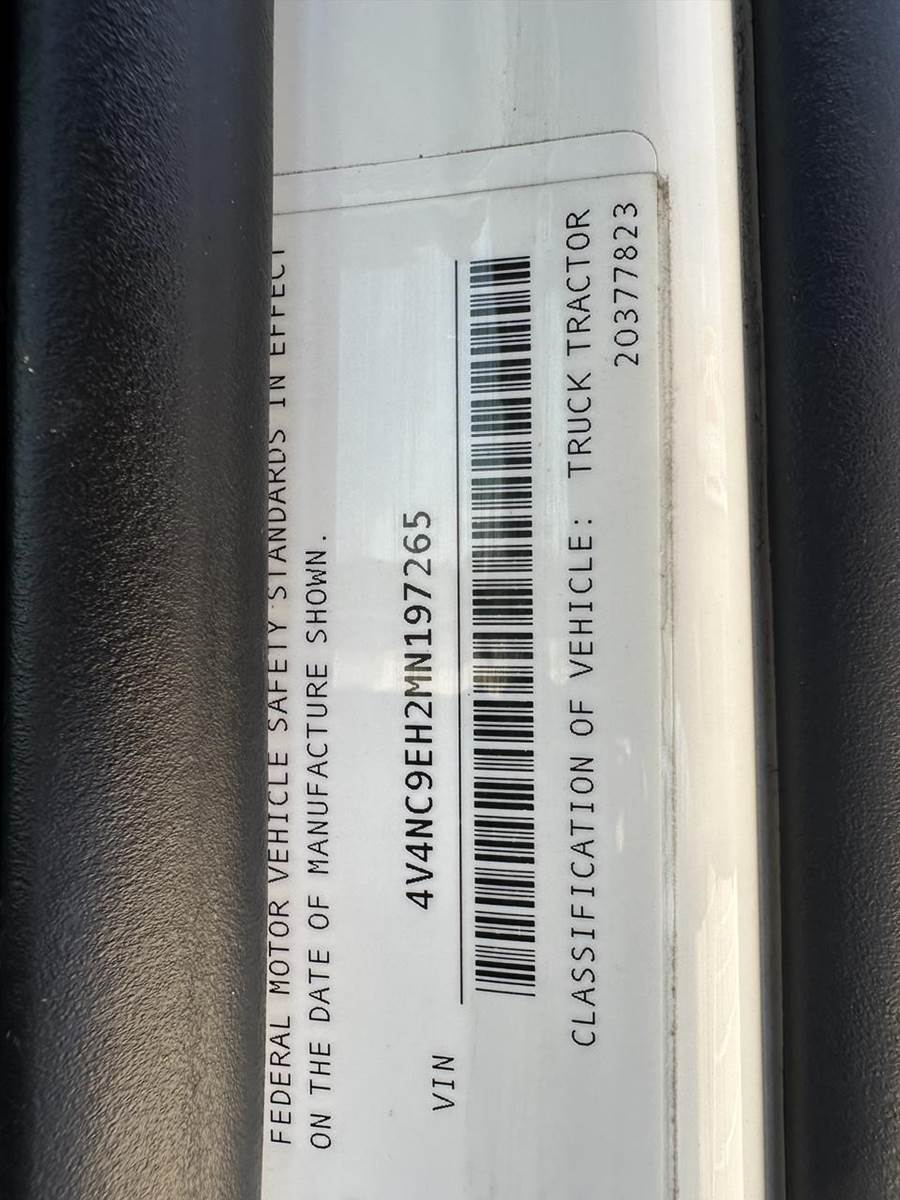 FEDERAL MOTOR VEHICLE SAFETY STANDARDS IN EFFECT
ON THE DATE OF MANUFACTURE SHOWN.
VIN 4V4NC9EH2MN197265
CLASSIFICATION OF VEHICLE: TRUCK TRACTOR
20377823